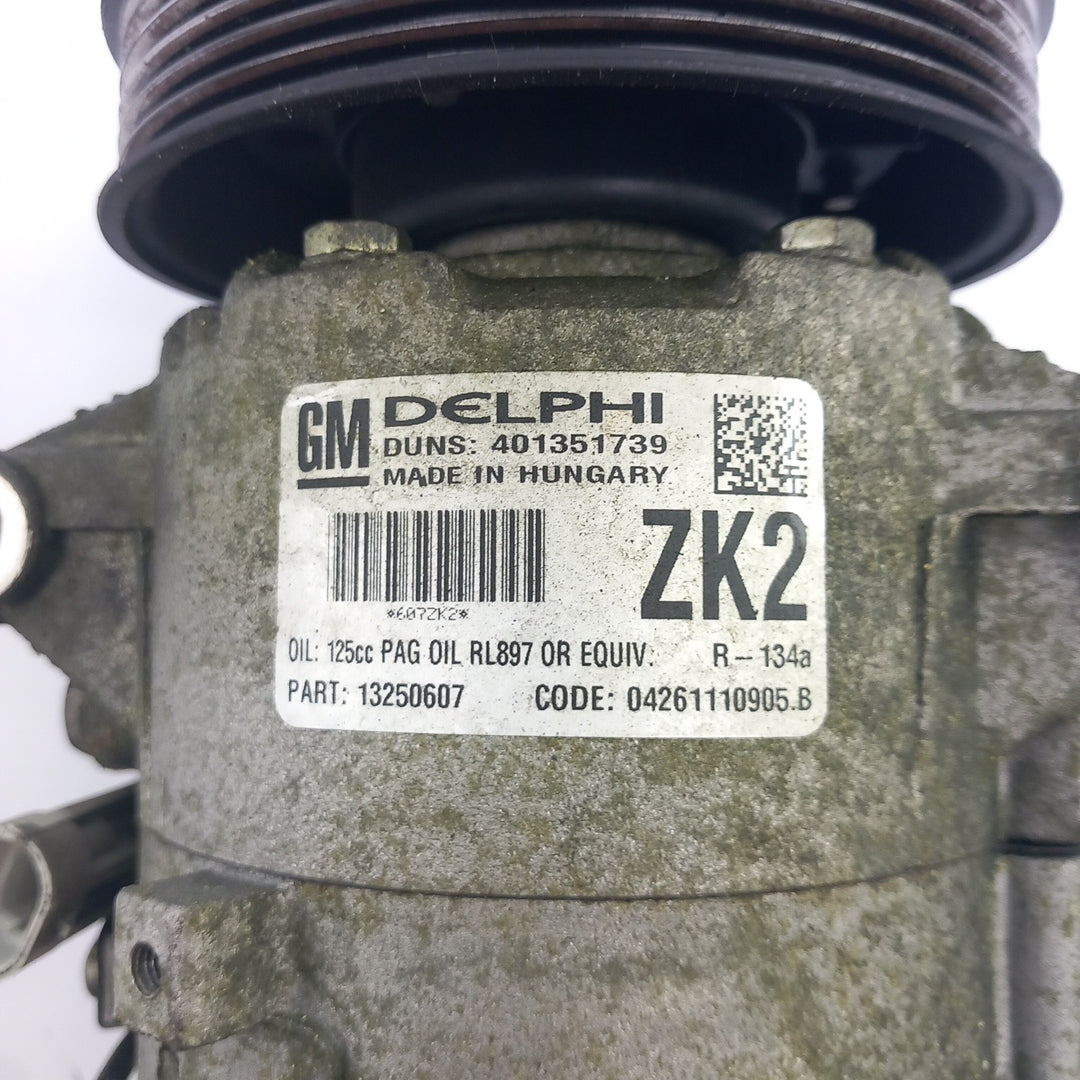 GM DELPHI
DUNS: 401351739
MADE IN HUNGARY
ZK2
*607ZK2*
OIL: 125cc PAG OIL RL897 OR EQUIV. R-134a
PART: 13250607 CODE: 04261110905.B